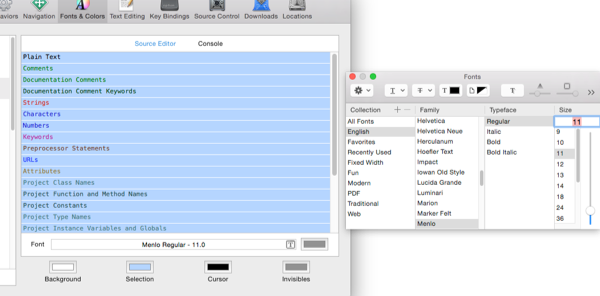 aviors Navigation Fonts & Colors Text Editing Key Bindings Source Control Downloads Locations
Source Editor Console
Plain Text
Comments
Documentation Comments
Documentation Comment Keywords
Strings
Characters
Numbers
Keywords
Preprocessor Statements
URLs
Attributes
Project Class Names
Project Function and Method Names
Project Constants
Project Type Names
Project Instance Variables and Globals
Font Menlo Regular - 11.0 T
Background Selection Cursor Invisibles
Fonts
T T T T A
Collection + − Family Typeface Size
All Fonts Helvetica Regular 11
English Helvetica Neue Italic 9
Favorites Herculanum Bold 10
Recently Used Hoefler Text Bold Italic 11
Fixed Width Impact 12
Fun Iowan Old Style 13
Modern Lucida Grande 14
PDF Luminari 18
Traditional Marion 24
Web Marker Felt 36
Menlo